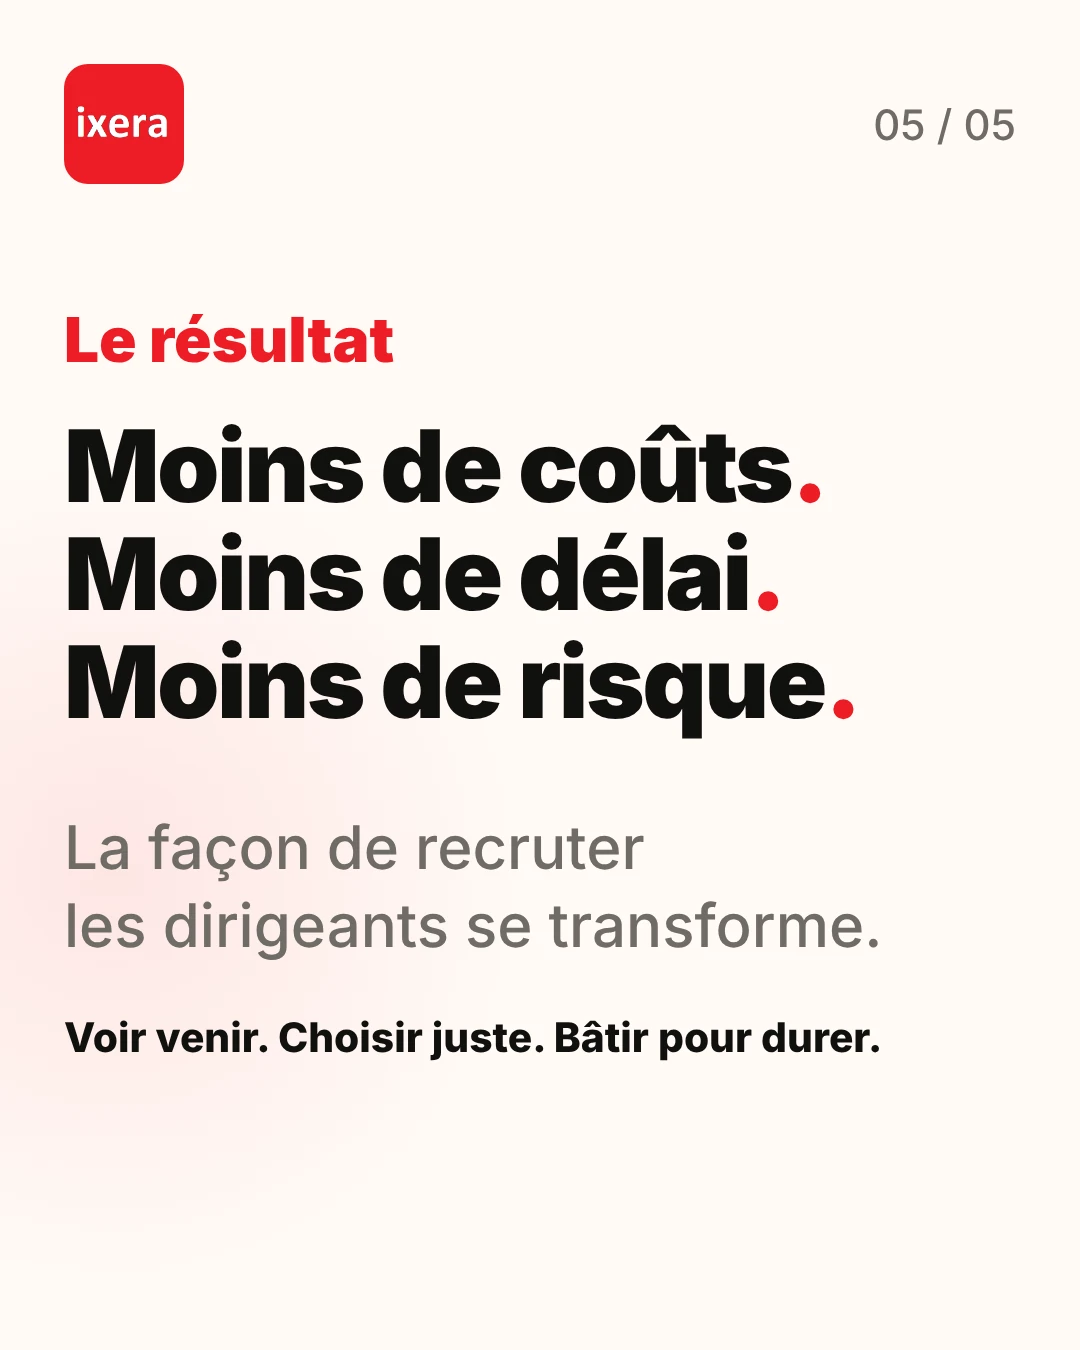 ixera
05 / 05
Le résultat
Moins de coûts.
Moins de délai.
Moins de risque.
La façon de recruter
les dirigeants se transforme.
Voir venir. Choisir juste. Bâtir pour durer.